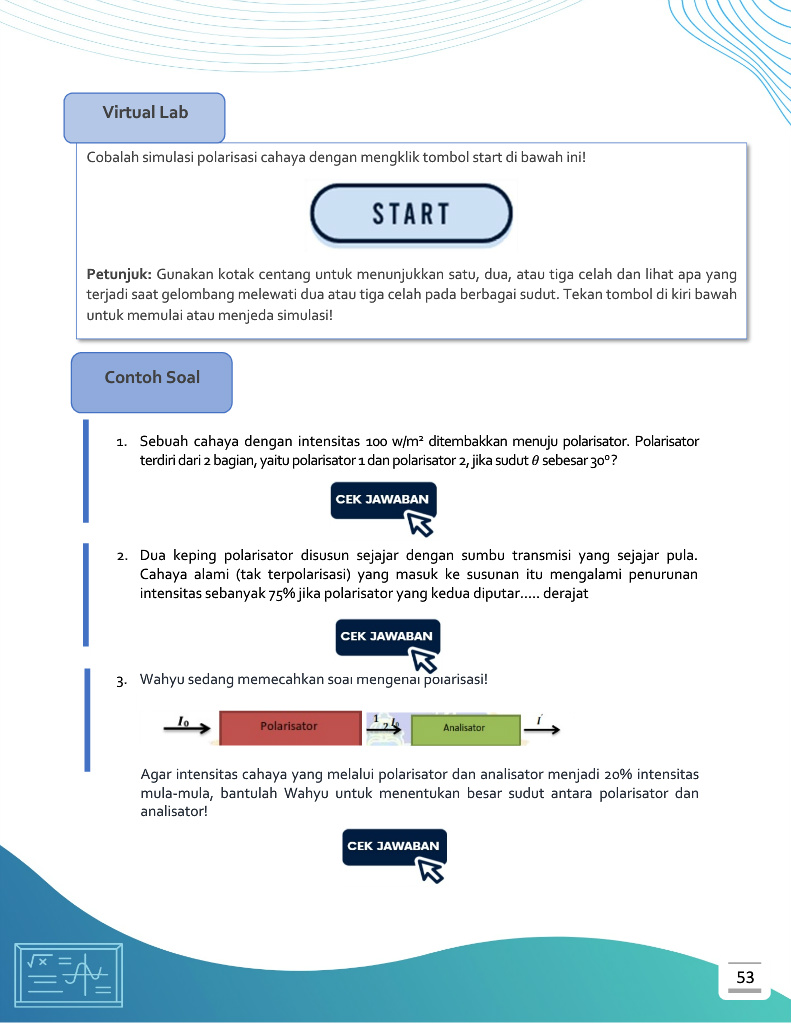 Virtual Lab
Cobalah simulasi polarisasi cahaya dengan mengklik tombol start di bawah ini!
START
Petunjuk: Gunakan kotak centang untuk menunjukkan satu, dua, atau tiga celah dan lihat apa yang
terjadi saat gelombang melewati dua atau tiga celah pada berbagai sudut. Tekan tombol di kiri bawah
untuk memulai atau menjeda simulasi!
Contoh Soal
1. Sebuah cahaya dengan intensitas 100 w/m² ditembakkan menuju polarisator. Polarisator
terdiri dari 2 bagian, yaitu polarisator 1 dan polarisator 2, jika sudut θ sebesar 30⁰?
CEK JAWABAN
2. Dua keping polarisator disusun sejajar dengan sumbu transmisi yang sejajar pula.
Cahaya alami (tak terpolarisasi) yang masuk ke susunan itu mengalami penurunan
intensitas sebanyak 75% jika polarisator yang kedua diputar..... derajat
CEK JAWABAN
3. Wahyu sedang memecahkan soal mengenai polarisasi!
I₀ Polarisator 1/2 I₀ Analisator I'
Agar intensitas cahaya yang melalui polarisator dan analisator menjadi 20% intensitas
mula-mula, bantulah Wahyu untuk menentukan besar sudut antara polarisator dan
analisator!
CEK JAWABAN
√x
53